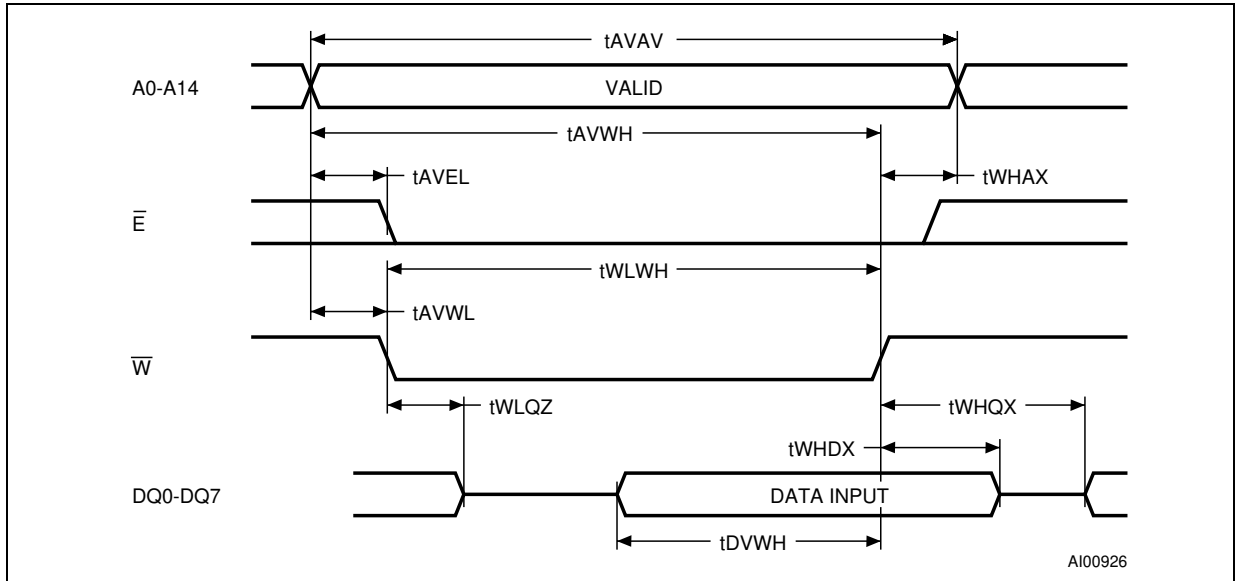 tAVAV
A0-A14 VALID
tAVWH
tAVEL tWHAX
E̅
tWLWH
tAVWL
W̅
tWLQZ tWHQX
tWHDX
DQ0-DQ7 DATA INPUT
tDVWH
AI00926